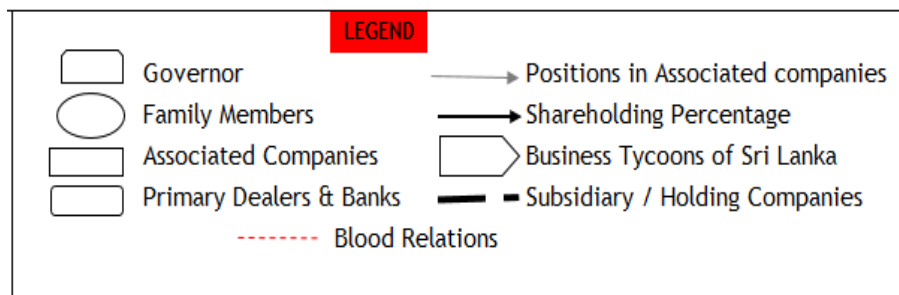 LEGEND
Governor
Positions in Associated companies
Family Members
Shareholding Percentage
Associated Companies
Business Tycoons of Sri Lanka
Primary Dealers & Banks
Subsidiary / Holding Companies
Blood Relations